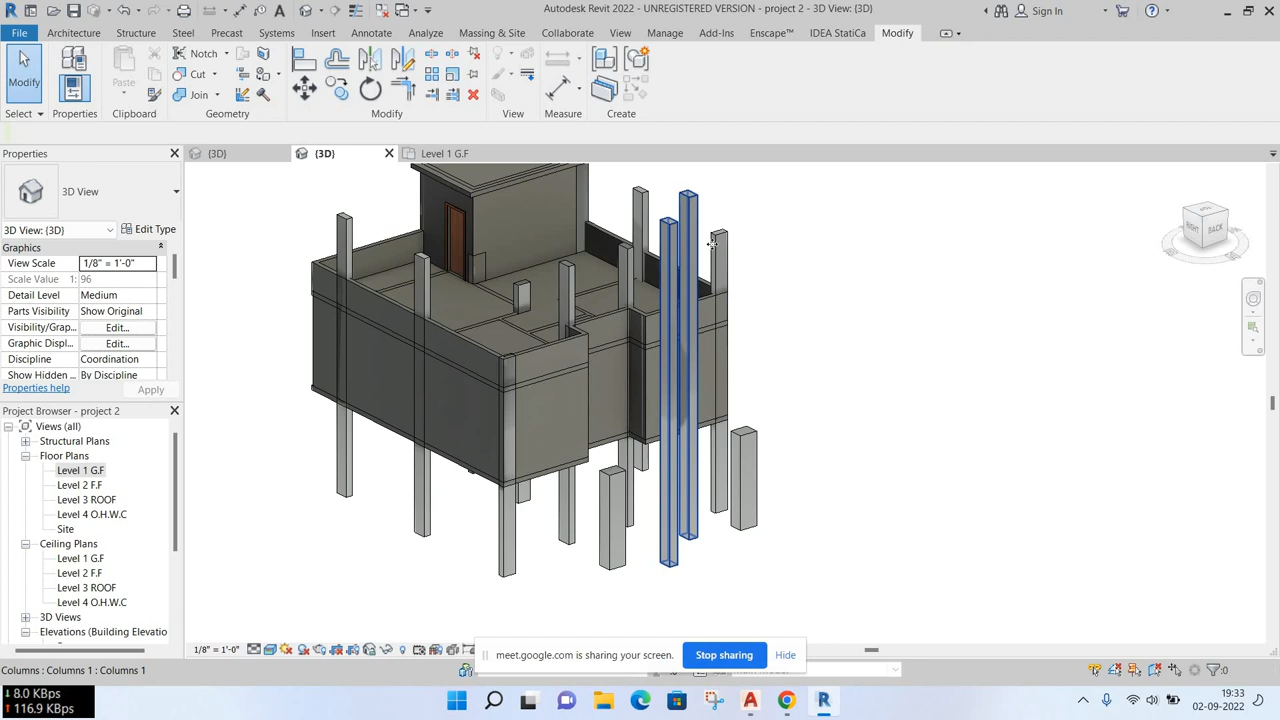 Autodesk Revit 2022 - UNREGISTERED VERSION - project 2 - 3D View: {3D}
Sign In
File Architecture Structure Steel Precast Systems Insert Annotate Analyze Massing & Site Collaborate View Manage Add-Ins Enscape™ IDEA StatiCa Modify
Modify
Paste
Notch
Cut
Join
Select Properties Clipboard Geometry Modify View Measure Create
Properties
{3D}
{3D}
Level 1 G.F
3D View
3D View: {3D}
Edit Type
Graphics
View Scale 1/8" = 1'-0"
Scale Value 1: 96
Detail Level Medium
Parts Visibility Show Original
Visibility/Grap... Edit...
Graphic Displ... Edit...
Discipline Coordination
Show Hidden By Discipline
Properties help
Apply
Project Browser - project 2
Views (all)
Structural Plans
Floor Plans
Level 1 G.F
Level 2 F.F
Level 3 ROOF
Level 4 O.H.W.C
Site
Ceiling Plans
Level 1 G.F
Level 2 F.F
Level 3 ROOF
Level 4 O.H.W.C
3D Views
Elevations (Building Elevatio
RIGHT
BACK
1/8" = 1'-0"
meet.google.com is sharing your screen.
Stop sharing
Hide
Columns : Columns 1 : Columns 1
:0
8.0 KBps
116.9 KBps
19:33
02-09-2022